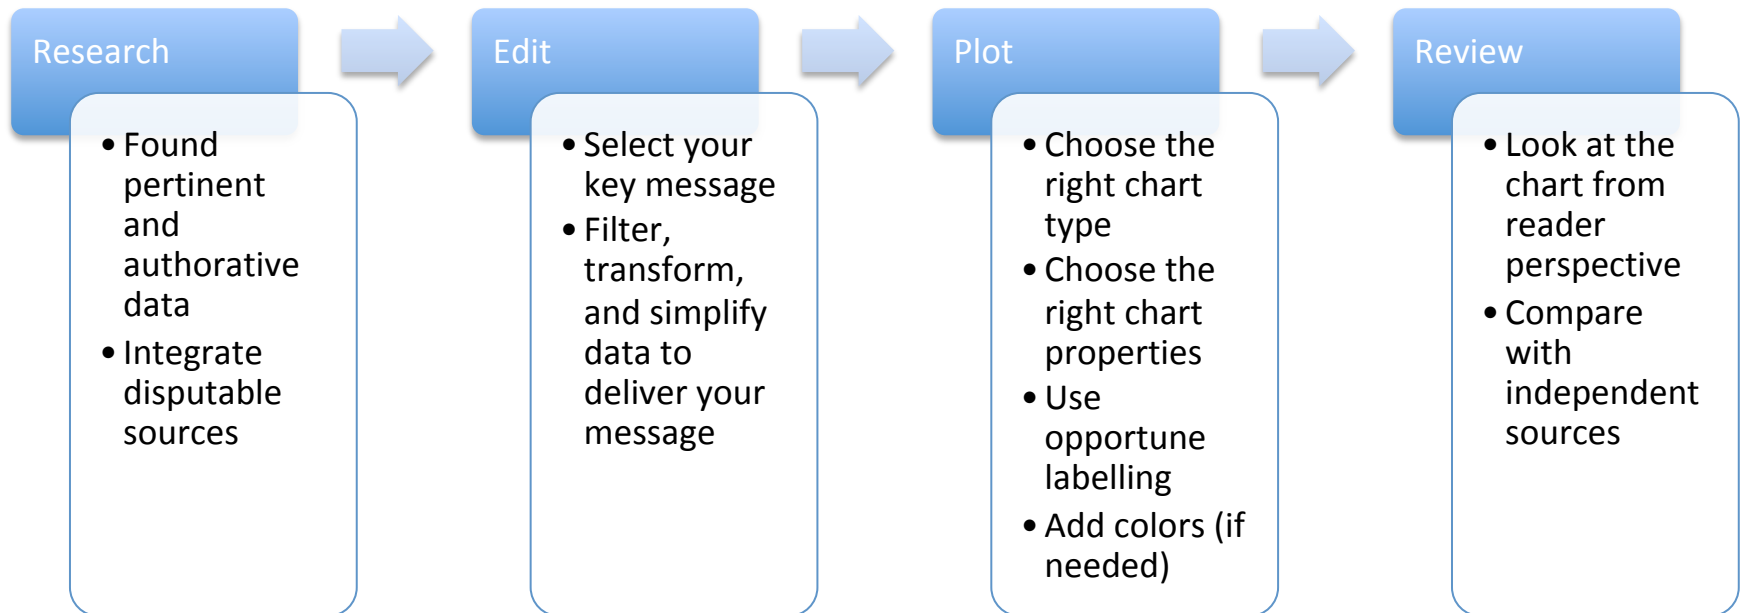 Research
• Found
pertinent
and
authorative
data
• Integrate
disputable
sources
Edit
• Select your
key message
• Filter,
transform,
and simplify
data to
deliver your
message
Plot
• Choose the
right chart
type
• Choose the
right chart
properties
• Use
opportune
labelling
• Add colors (if
needed)
Review
• Look at the
chart from
reader
perspective
• Compare
with
independent
sources